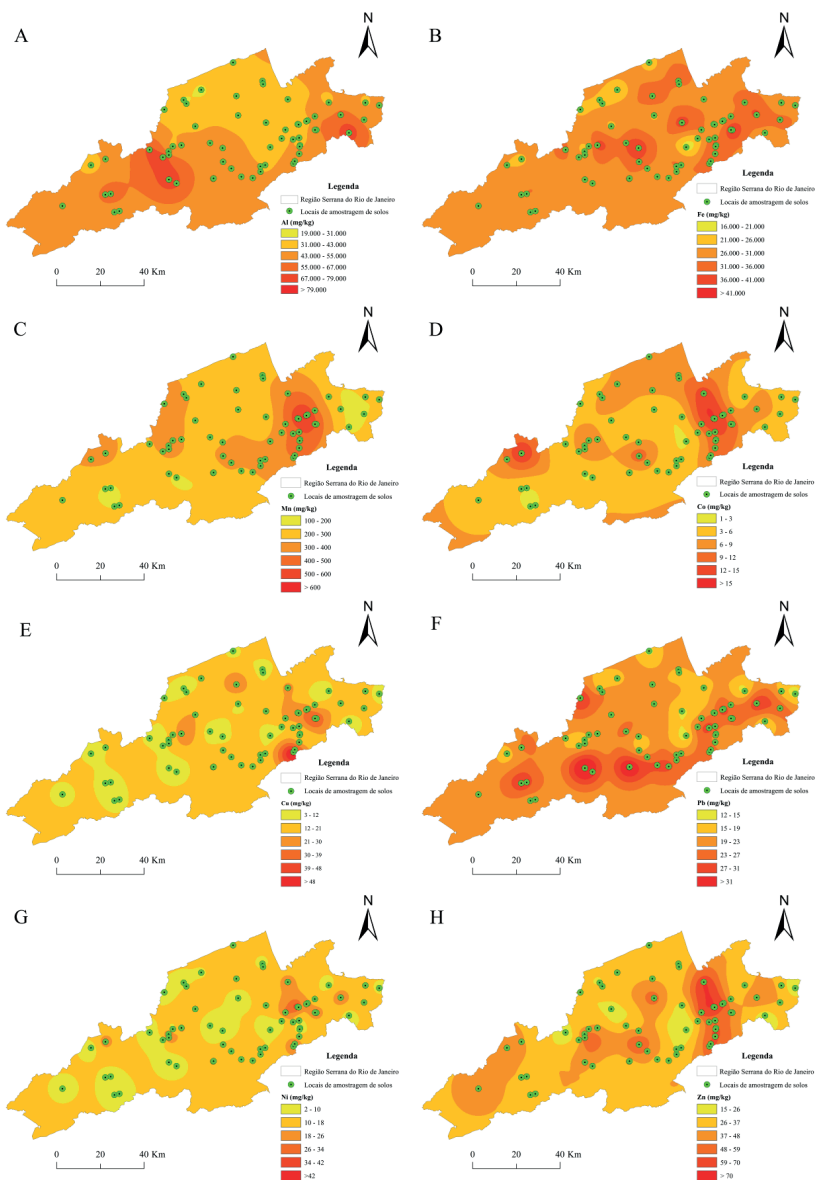 A
N
Legenda
Região Serrana do Rio de Janeiro
Locais de amostragem de solos
Al (mg/kg)
19.000 - 31.000
31.000 - 43.000
43.000 - 55.000
55.000 - 67.000
67.000 - 79.000
> 79.000
0 40 Km
B
N
Legenda
Região Serrana do Rio de Janeiro
Locais de amostragem de solos
Fe (mg/kg)
16.000 - 21.000
21.000 - 26.000
26.000 - 31.000
31.000 - 36.000
36.000 - 41.000
> 41.000
0 40 Km
C
N
Legenda
Região Serrana do Rio de Janeiro
Locais de amostragem de solos
Mn (mg/kg)
100 - 200
200 - 300
300 - 400
400 - 500
500 - 600
> 600
0 40 Km
D
N
Legenda
Região Serrana do Rio de Janeiro
Locais de amostragem de solos
Co (mg/kg)
1 - 3
3 - 6
6 - 9
9 - 12
12 - 15
> 15
0 40 Km
E
N
Legenda
Região Serrana do Rio de Janeiro
Locais de amostragem de solos
Cu (mg/kg)
3 - 12
12 - 21
21 - 30
30 - 39
39 - 48
> 48
0 40 Km
F
N
Legenda
Região Serrana do Rio de Janeiro
Locais de amostragem de solos
Pb (mg/kg)
12 - 15
15 - 19
19 - 23
23 - 27
27 - 31
> 31
0 40 Km
G
N
Legenda
Região Serrana do Rio de Janeiro
Locais de amostragem de solos
Ni (mg/kg)
2 - 10
10 - 18
18 - 26
26 - 34
34 - 42
>42
0 40 Km
H
N
Legenda
Região Serrana do Rio de Janeiro
Locais de amostragem de solos
Zn (mg/kg)
15 - 26
26 - 37
37 - 48
48 - 59
59 - 70
> 70
0 40 Km